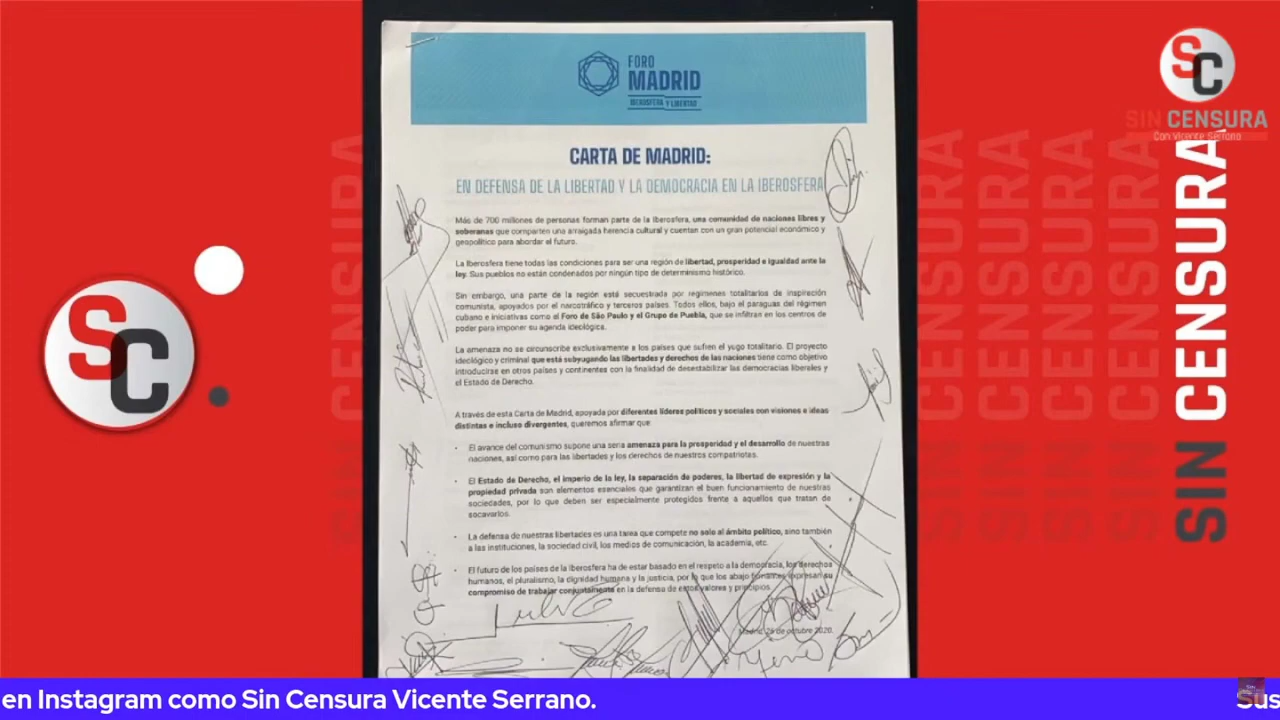 FORO
MADRID
IBEROSFERA Y LIBERTAD
CARTA DE MADRID:
EN DEFENSA DE LA LIBERTAD Y LA DEMOCRACIA EN LA IBEROSFERA
Más de 700 millones de personas forman parte de la Iberosfera, una comunidad de naciones libres y
soberanas que comparten una arraigada herencia cultural y cuentan con un gran potencial económico y
geopolítico para abordar el futuro.
La Iberosfera tiene todas las condiciones para ser una región de libertad, prosperidad e igualdad ante la
ley. Sus pueblos no están condenados por ningún tipo de determinismo histórico.
Sin embargo, una parte de la región está secuestrada por regímenes totalitarios de inspiración
comunista, apoyados por el narcotráfico y terceros países. Todos ellos, bajo el paraguas del régimen
cubano e iniciativas como el Foro de São Paulo y el Grupo de Puebla, que se infiltran en los centros de
poder para imponer su agenda ideológica.
La amenaza no se circunscribe exclusivamente a los países que sufren el yugo totalitario. El proyecto
ideológico y criminal que está subyugando las libertades y derechos de las naciones tiene como objetivo
introducirse en otros países y continentes con la finalidad de desestabilizar las democracias liberales y
el Estado de Derecho.
A través de esta Carta de Madrid, apoyada por diferentes líderes políticos y sociales con visiones e ideas
distintas e incluso divergentes, queremos afirmar que
• El avance del comunismo supone una seria amenaza para la prosperidad y el desarrollo de nuestras
naciones, así como para las libertades y los derechos de nuestros compatriotas.
• El Estado de Derecho, el imperio de la ley, la separación de poderes, la libertad de expresión y la
propiedad privada son elementos esenciales que garantizan el buen funcionamiento de nuestras
sociedades, por lo que deben ser especialmente protegidos frente a aquellos que tratan de
socavarlos.
• La defensa de nuestras libertades es una tarea que compete no solo al ámbito político, sino también
a las instituciones, la sociedad civil, los medios de comunicación, la academia, etc.
• El futuro de los países de la Iberosfera ha de estar basado en el respeto a la democracia, los derechos
humanos, el pluralismo, la dignidad humana y la justicia, por lo que los abajo firmantes expresan su
compromiso de trabajar conjuntamente en la defensa de estos valores y principios.
Madrid, 26 de octubre 2020.
SC
SC
SIN CENSURA
Con Vicente Serrano
SIN CENSURA
SIN CENSURA
SIN CENSURA
SIN CENSURA
SIN CENSURA
en Instagram como Sin Censura Vicente Serrano.
Sus